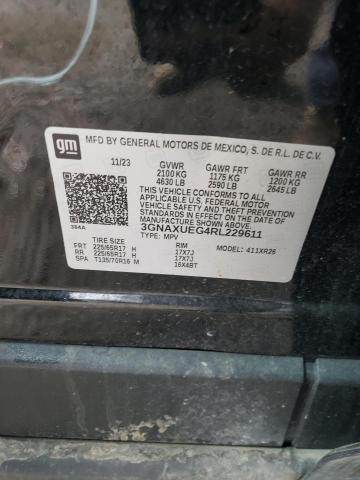 gm
MFD BY GENERAL MOTORS DE MEXICO, S. DE R.L. DE C.V.
11/23 GVWR GAWR FRT GAWR RR
2100 KG 1175 KG 1200 KG
4630 LB 2590 LB 2645 LB
THIS VEHICLE CONFORMS TO ALL
APPLICABLE U.S. FEDERAL MOTOR
VEHICLE SAFETY, BUMPER, AND THEFT
PREVENTION STANDARDS IN EFFECT ON
THE DATE OF MANUFACTURE SHOWN ABOVE.
384A 3GNAXUEG4RL229611
TYPE: MPV MODEL: 411XR26
TIRE SIZE RIM
FRT 225/65R17 H 17X7J
RR 225/65R17 H 17X7J
SPA T135/70R16 M 16X4BT